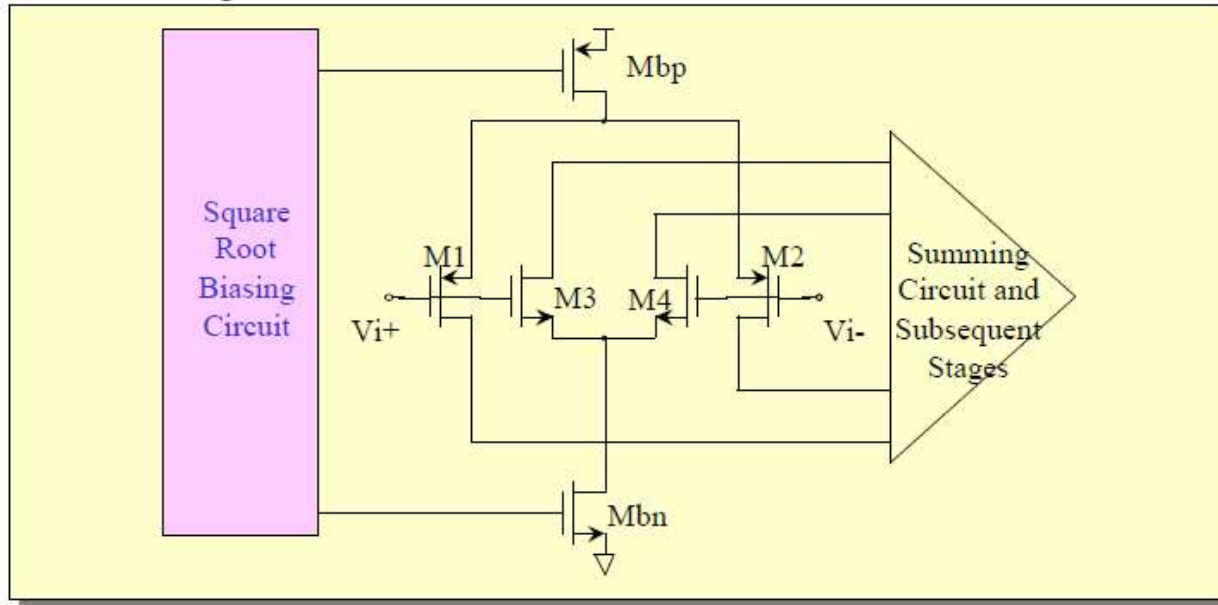 Mbp
Square
Root
Biasing
Circuit
M1
M3
M4
M2
Vi+
Vi-
Summing
Circuit and
Subsequent
Stages
Mbn